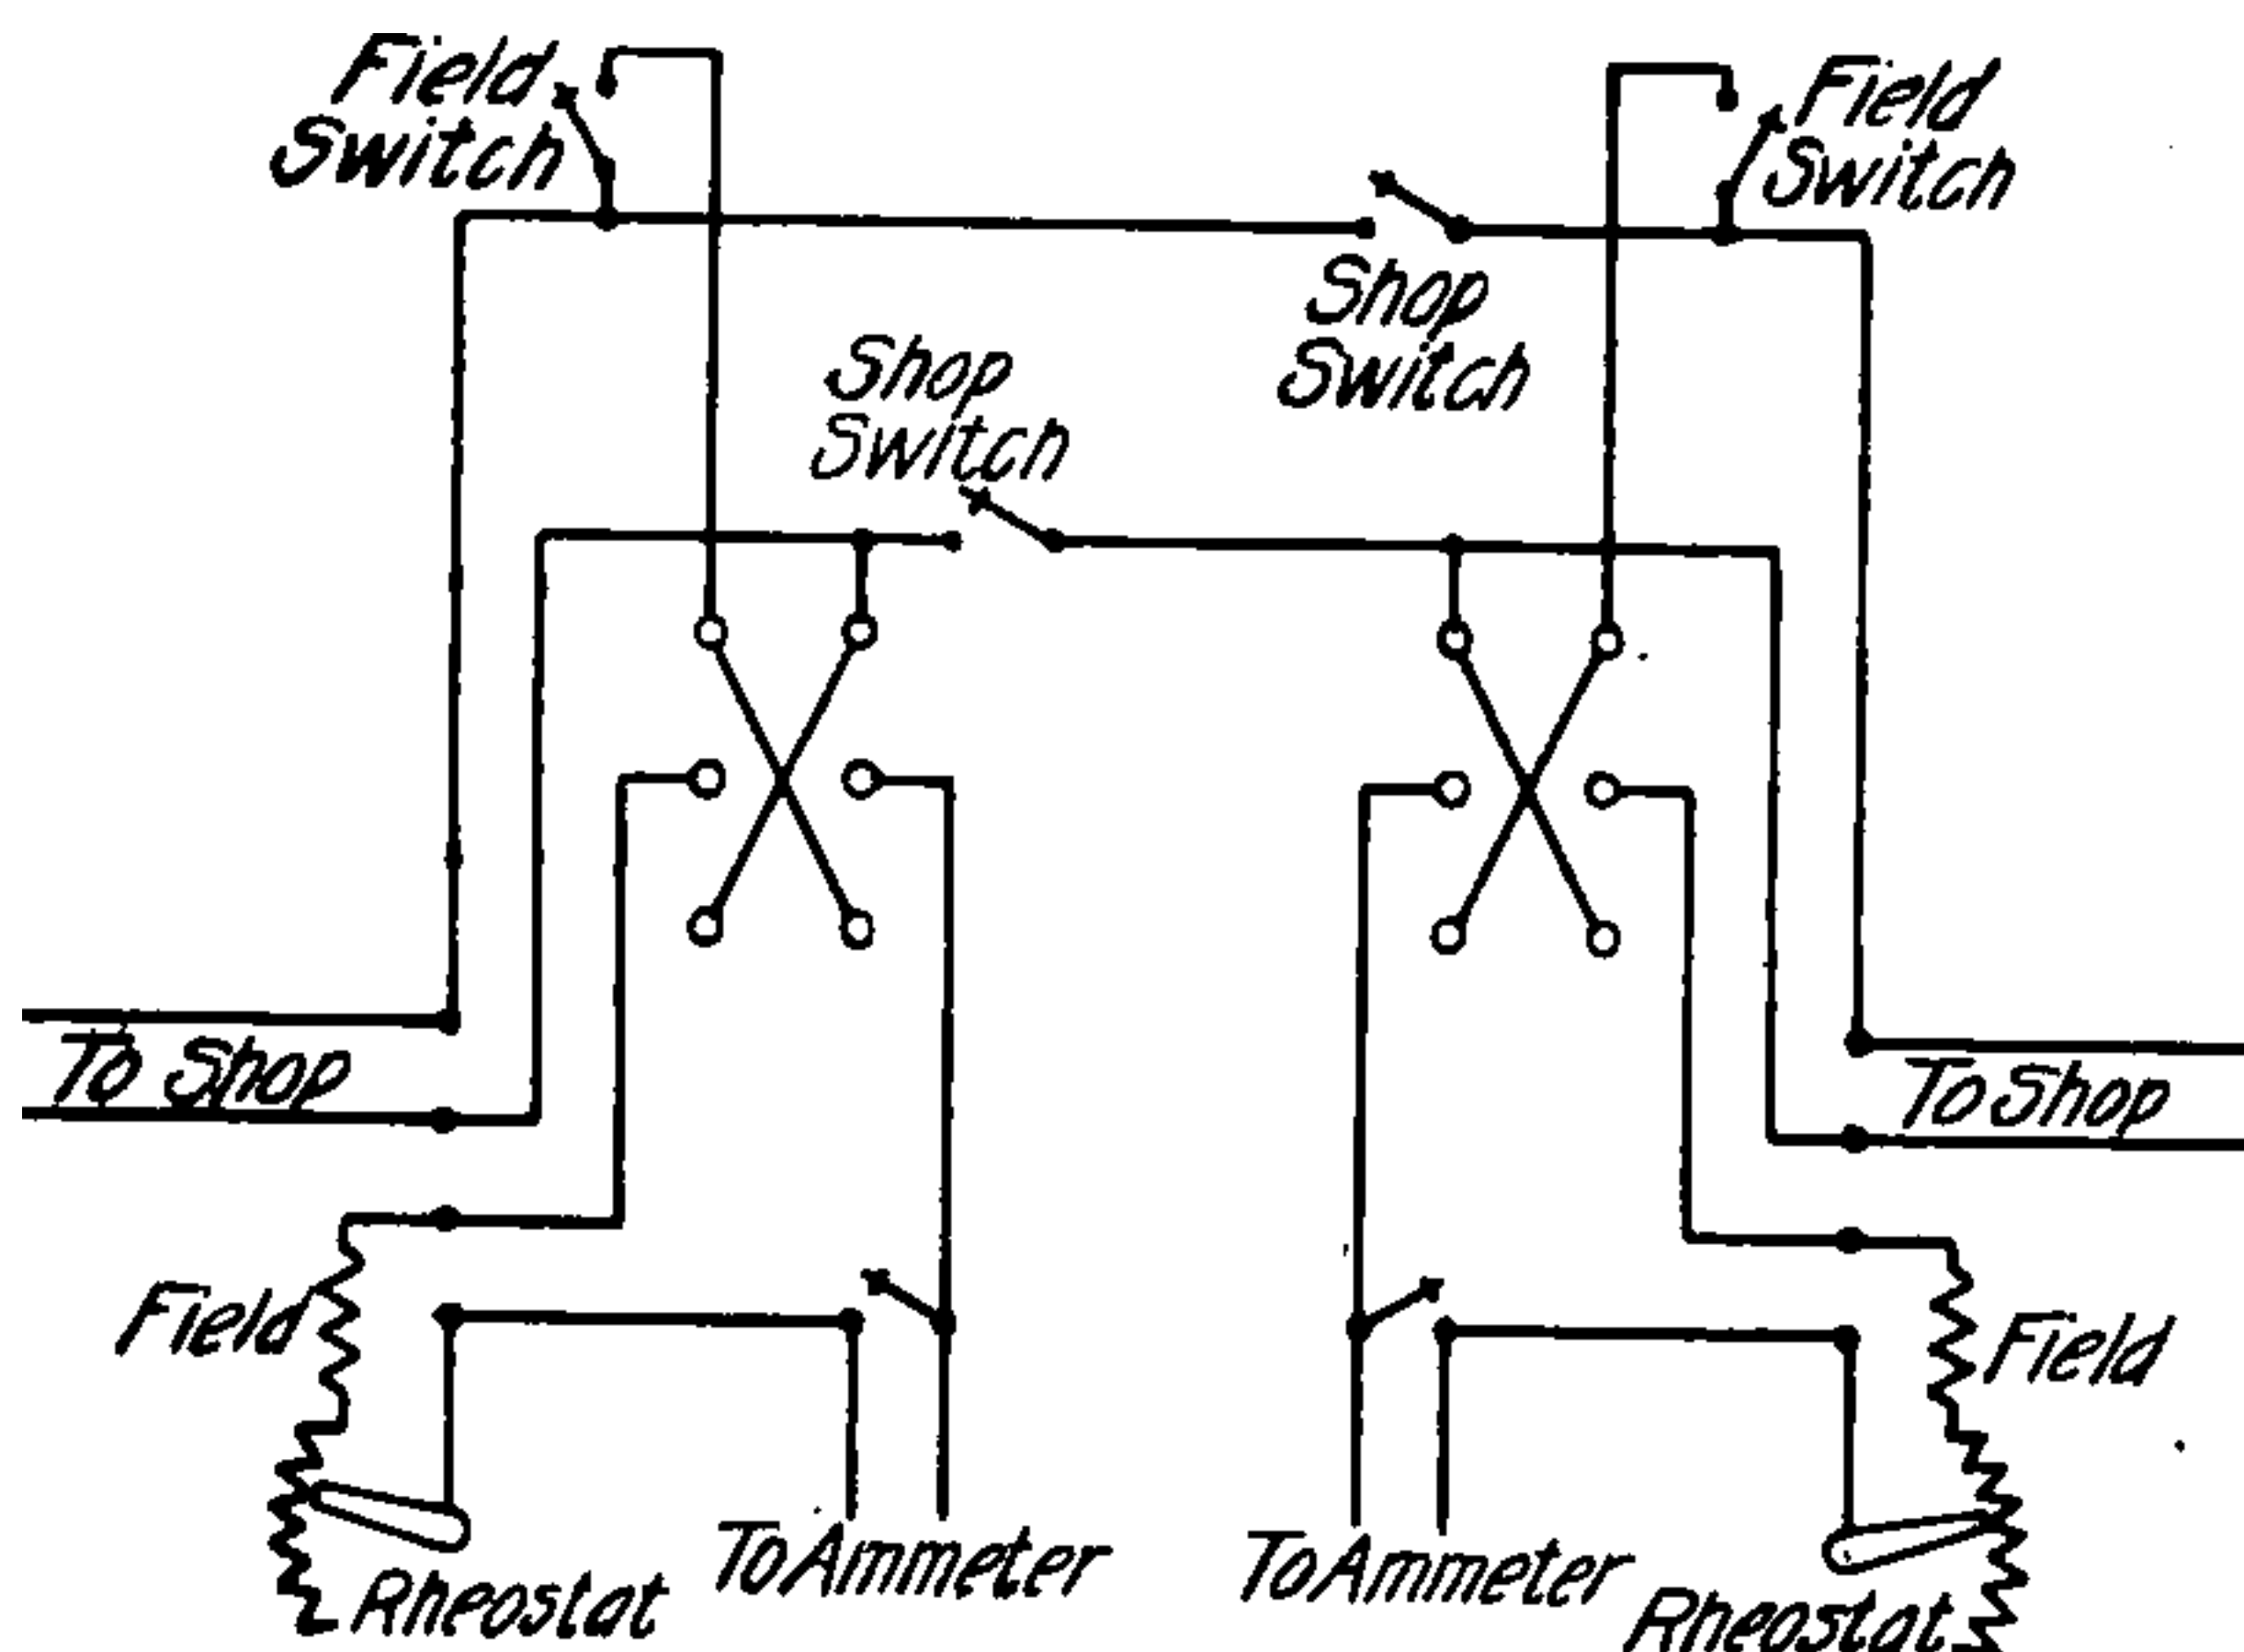 Field
Switch
Field
Switch
Shop
Switch
Shop
Switch
To Shop
To Shop
Field
Field
To Ammeter
To Ammeter
Rheostat
Rheostat